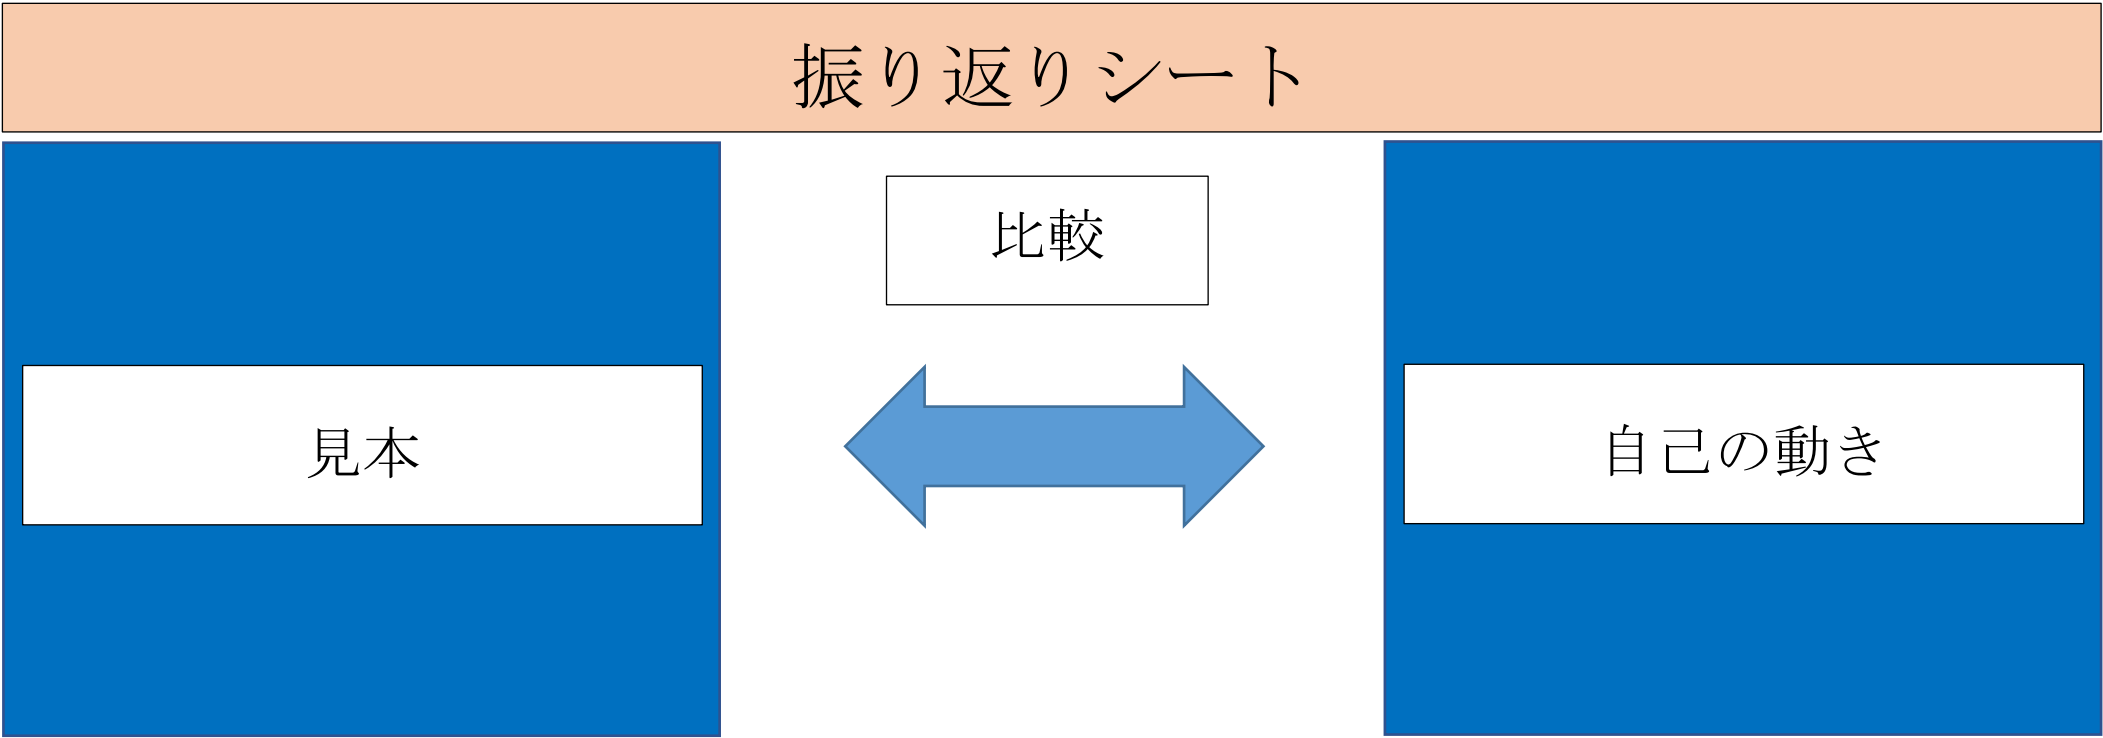 振り返りシート
比較
見本
自己の動き